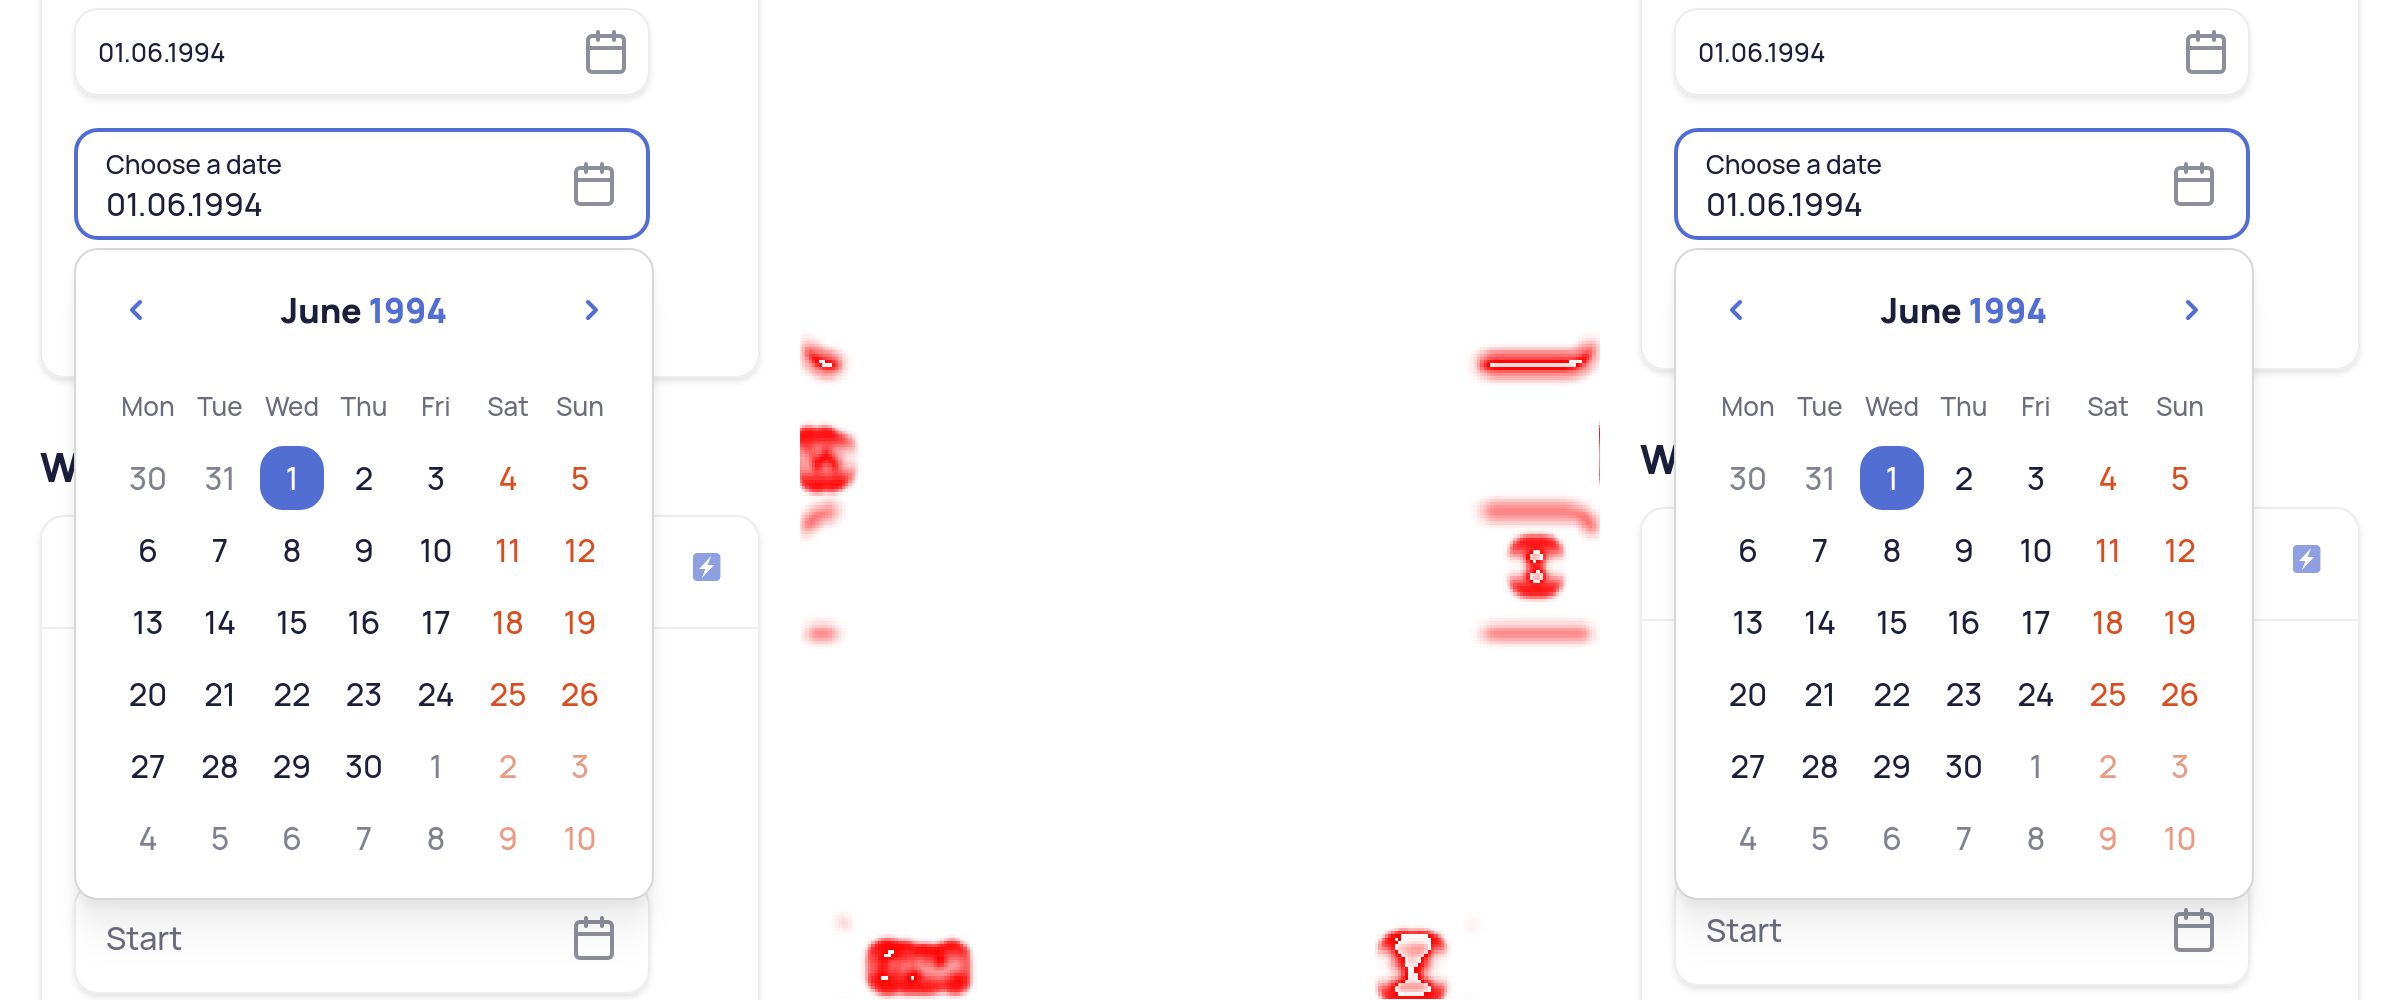 01.06.1994
Choose a date
01.06.1994
June 1994
Mon Tue Wed Thu Fri Sat Sun
30 31 1 2 3 4 5
W
6 7 8 9 10 11 12
13 14 15 16 17 18 19
20 21 22 23 24 25 26
27 28 29 30 1 2 3
4 5 6 7 8 9 10
Start
01.06.1994
Choose a date
01.06.1994
June 1994
Mon Tue Wed Thu Fri Sat Sun
W
30 31 1 2 3 4 5
6 7 8 9 10 11 12
13 14 15 16 17 18 19
20 21 22 23 24 25 26
27 28 29 30 1 2 3
4 5 6 7 8 9 10
Start